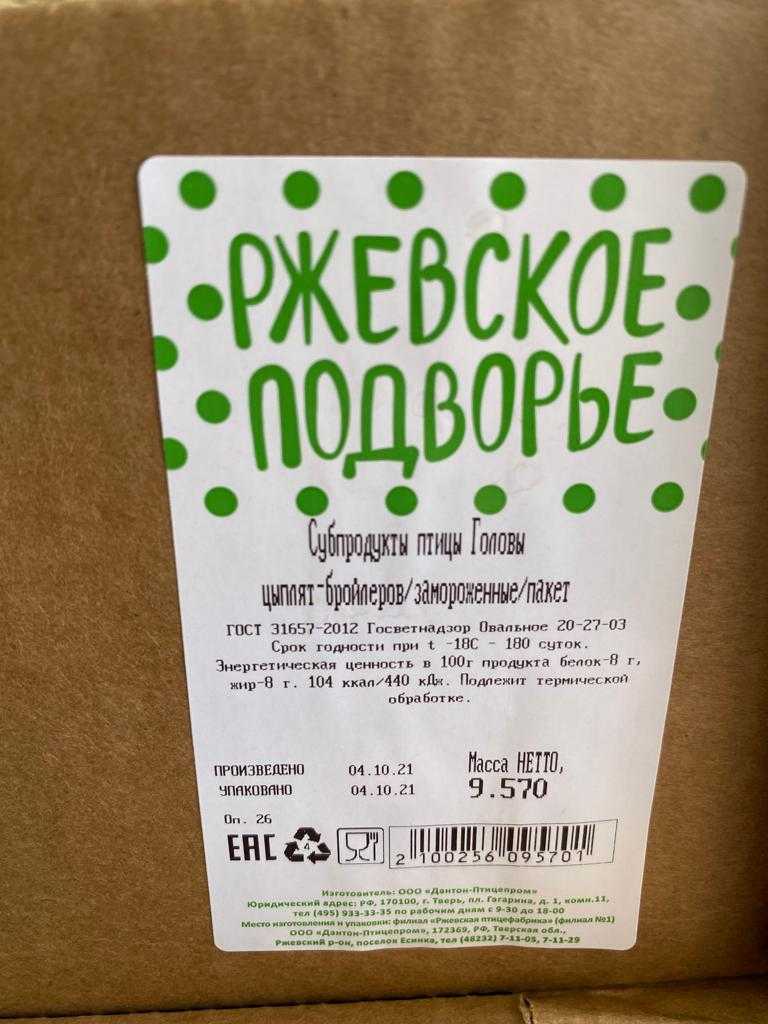 РЖЕВСКОЕ
ПОДВОРЬЕ
Субпродукты птицы Головы
цыплят-бройлеров/замороженные/пакет
ГОСТ 31657-2012 Госветнадзор Овальное 20-27-03
Срок годности при t -18С - 180 суток.
Энергетическая ценность в 100г продукта белок-8 г,
жир-8 г. 104 ккал/440 кДж. Подлежит термической
обработке.
ПРОИЗВЕДЕНО 04.10.21 Масса НЕТТО,
УПАКОВАНО 04.10.21 9.570
Оп. 26
ЕАС 4 2 100256 095701
Изготовитель: ООО «Дантон-Птицепром»
Юридический адрес: РФ, 170100, г. Тверь, пл. Гагарина, д. 1, комн.11,
тел (495) 933-33-35 по рабочим дням с 9-30 до 18-00
Место изготовления и упаковки: филиал «Ржевская птицефабрика» (филиал №1)
ООО «Дантон-Птицепром», 172369, РФ, Тверская обл.,
Ржевский р-он, поселок Есинка, тел (48232) 7-11-05, 7-11-29